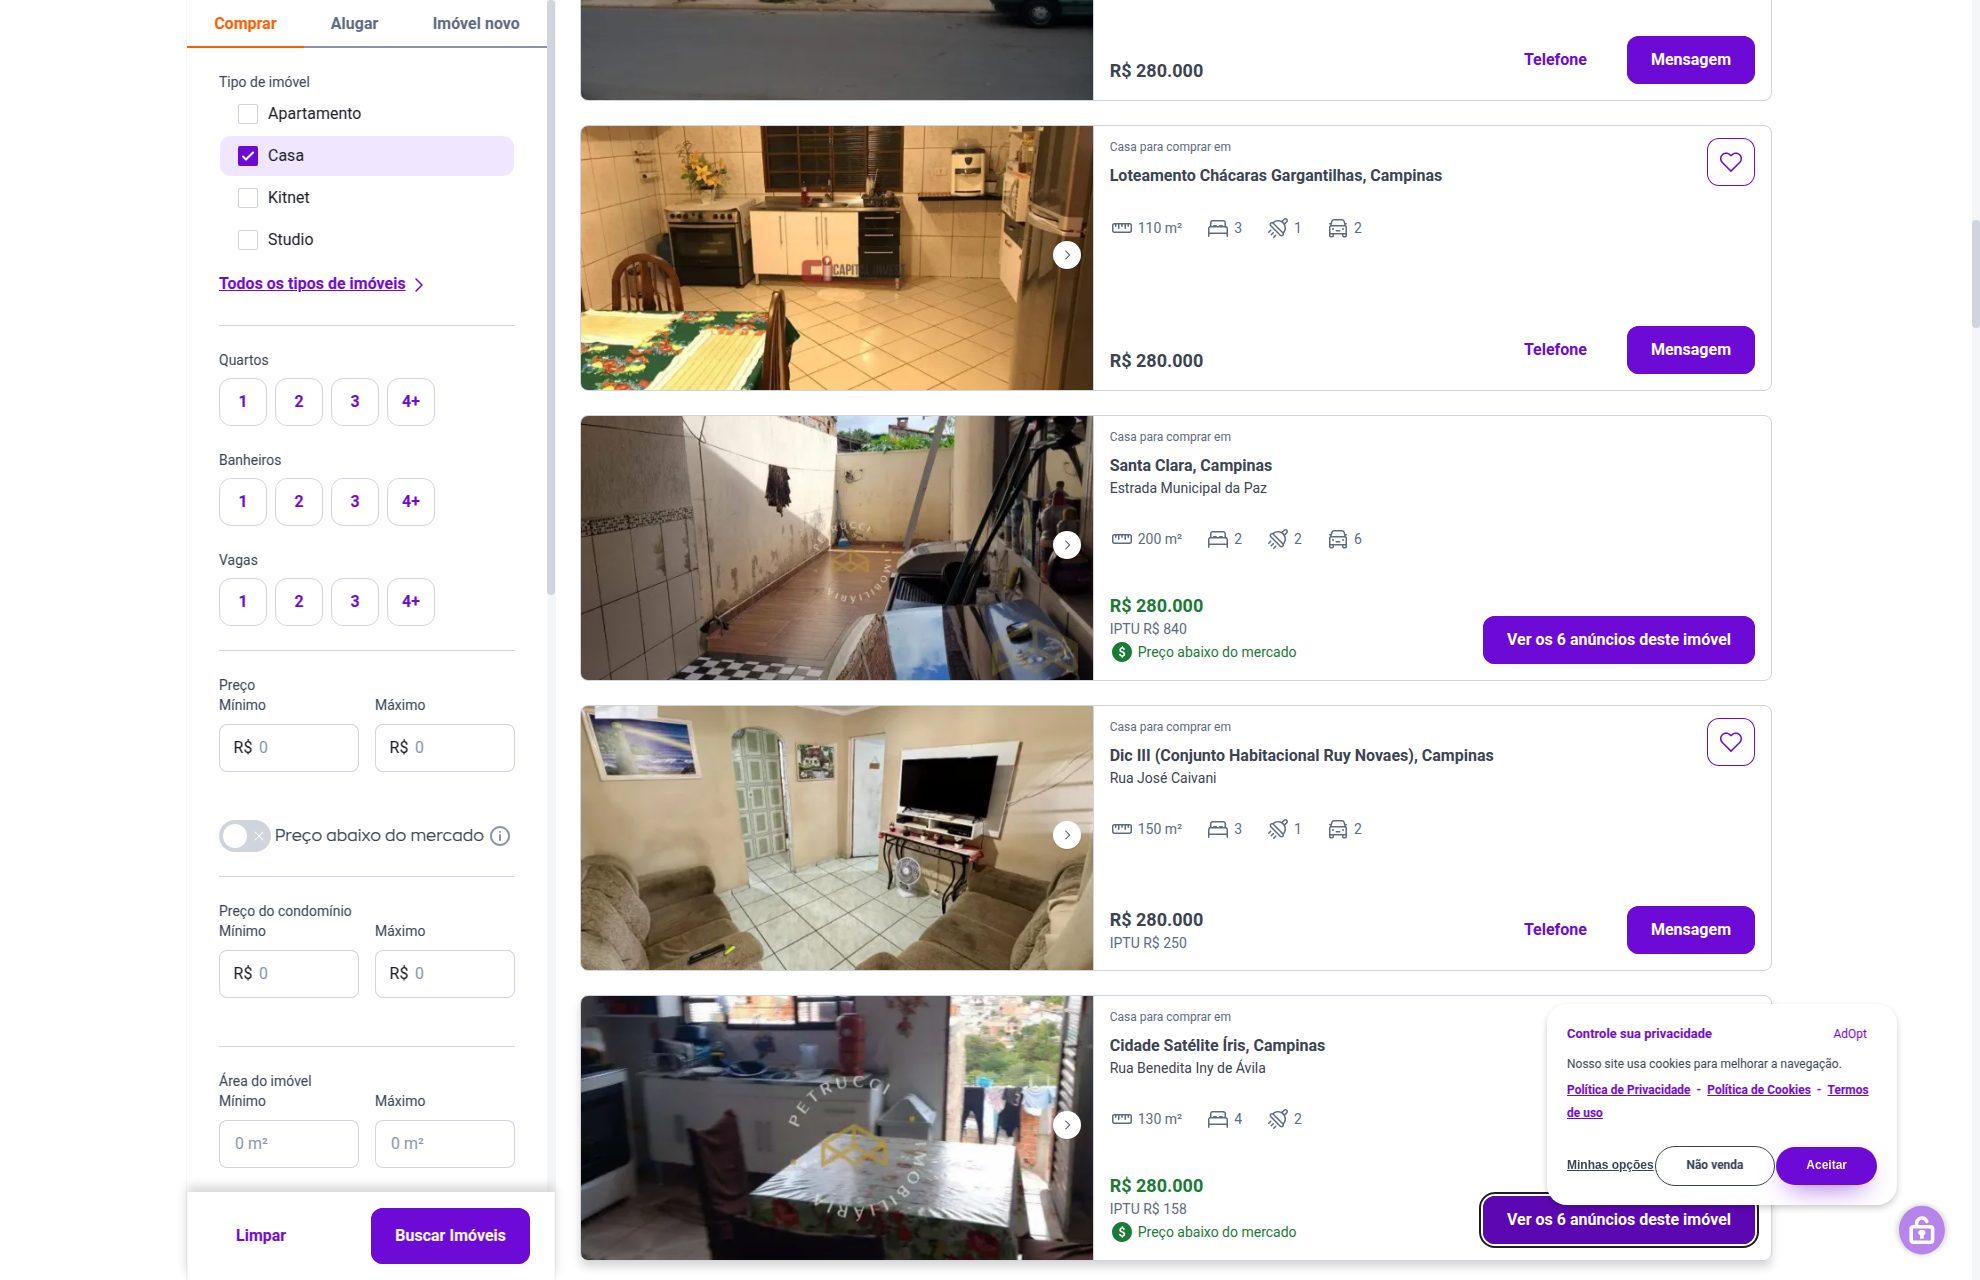 Comprar
Alugar
Imóvel novo
Tipo de imóvel
Apartamento
Casa
Kitnet
Studio
Todos os tipos de imóveis
Quartos
1 2 3 4+
Banheiros
1 2 3 4+
Vagas
1 2 3 4+
Preço
Mínimo Máximo
R$ 0 R$ 0
Preço abaixo do mercado
Preço do condomínio
Mínimo Máximo
R$ 0 R$ 0
Área do imóvel
Mínimo Máximo
0 m² 0 m²
Limpar
Buscar Imóveis
R$ 280.000
Telefone
Mensagem
CAPITAL INVEST
Casa para comprar em
Loteamento Chácaras Gargantilhas, Campinas
110 m² 3 1 2
R$ 280.000
Telefone
Mensagem
PETRUCCI
IMOBILIÁRIA
Casa para comprar em
Santa Clara, Campinas
Estrada Municipal da Paz
200 m² 2 2 6
R$ 280.000
IPTU R$ 840
$ Preço abaixo do mercado
Ver os 6 anúncios deste imóvel
Casa para comprar em
Dic III (Conjunto Habitacional Ruy Novaes), Campinas
Rua José Caivani
150 m² 3 1 2
R$ 280.000
IPTU R$ 250
Telefone
Mensagem
PETRUCCI
IMOBILIÁRIA
Casa para comprar em
Cidade Satélite Íris, Campinas
Rua Benedita Iny de Ávila
130 m² 4 2
R$ 280.000
IPTU R$ 158
$ Preço abaixo do mercado
Ver os 6 anúncios deste imóvel
Controle sua privacidade
AdOpt
Nosso site usa cookies para melhorar a navegação.
Política de Privacidade - Política de Cookies - Termos
de uso
Minhas opções
Não venda
Aceitar